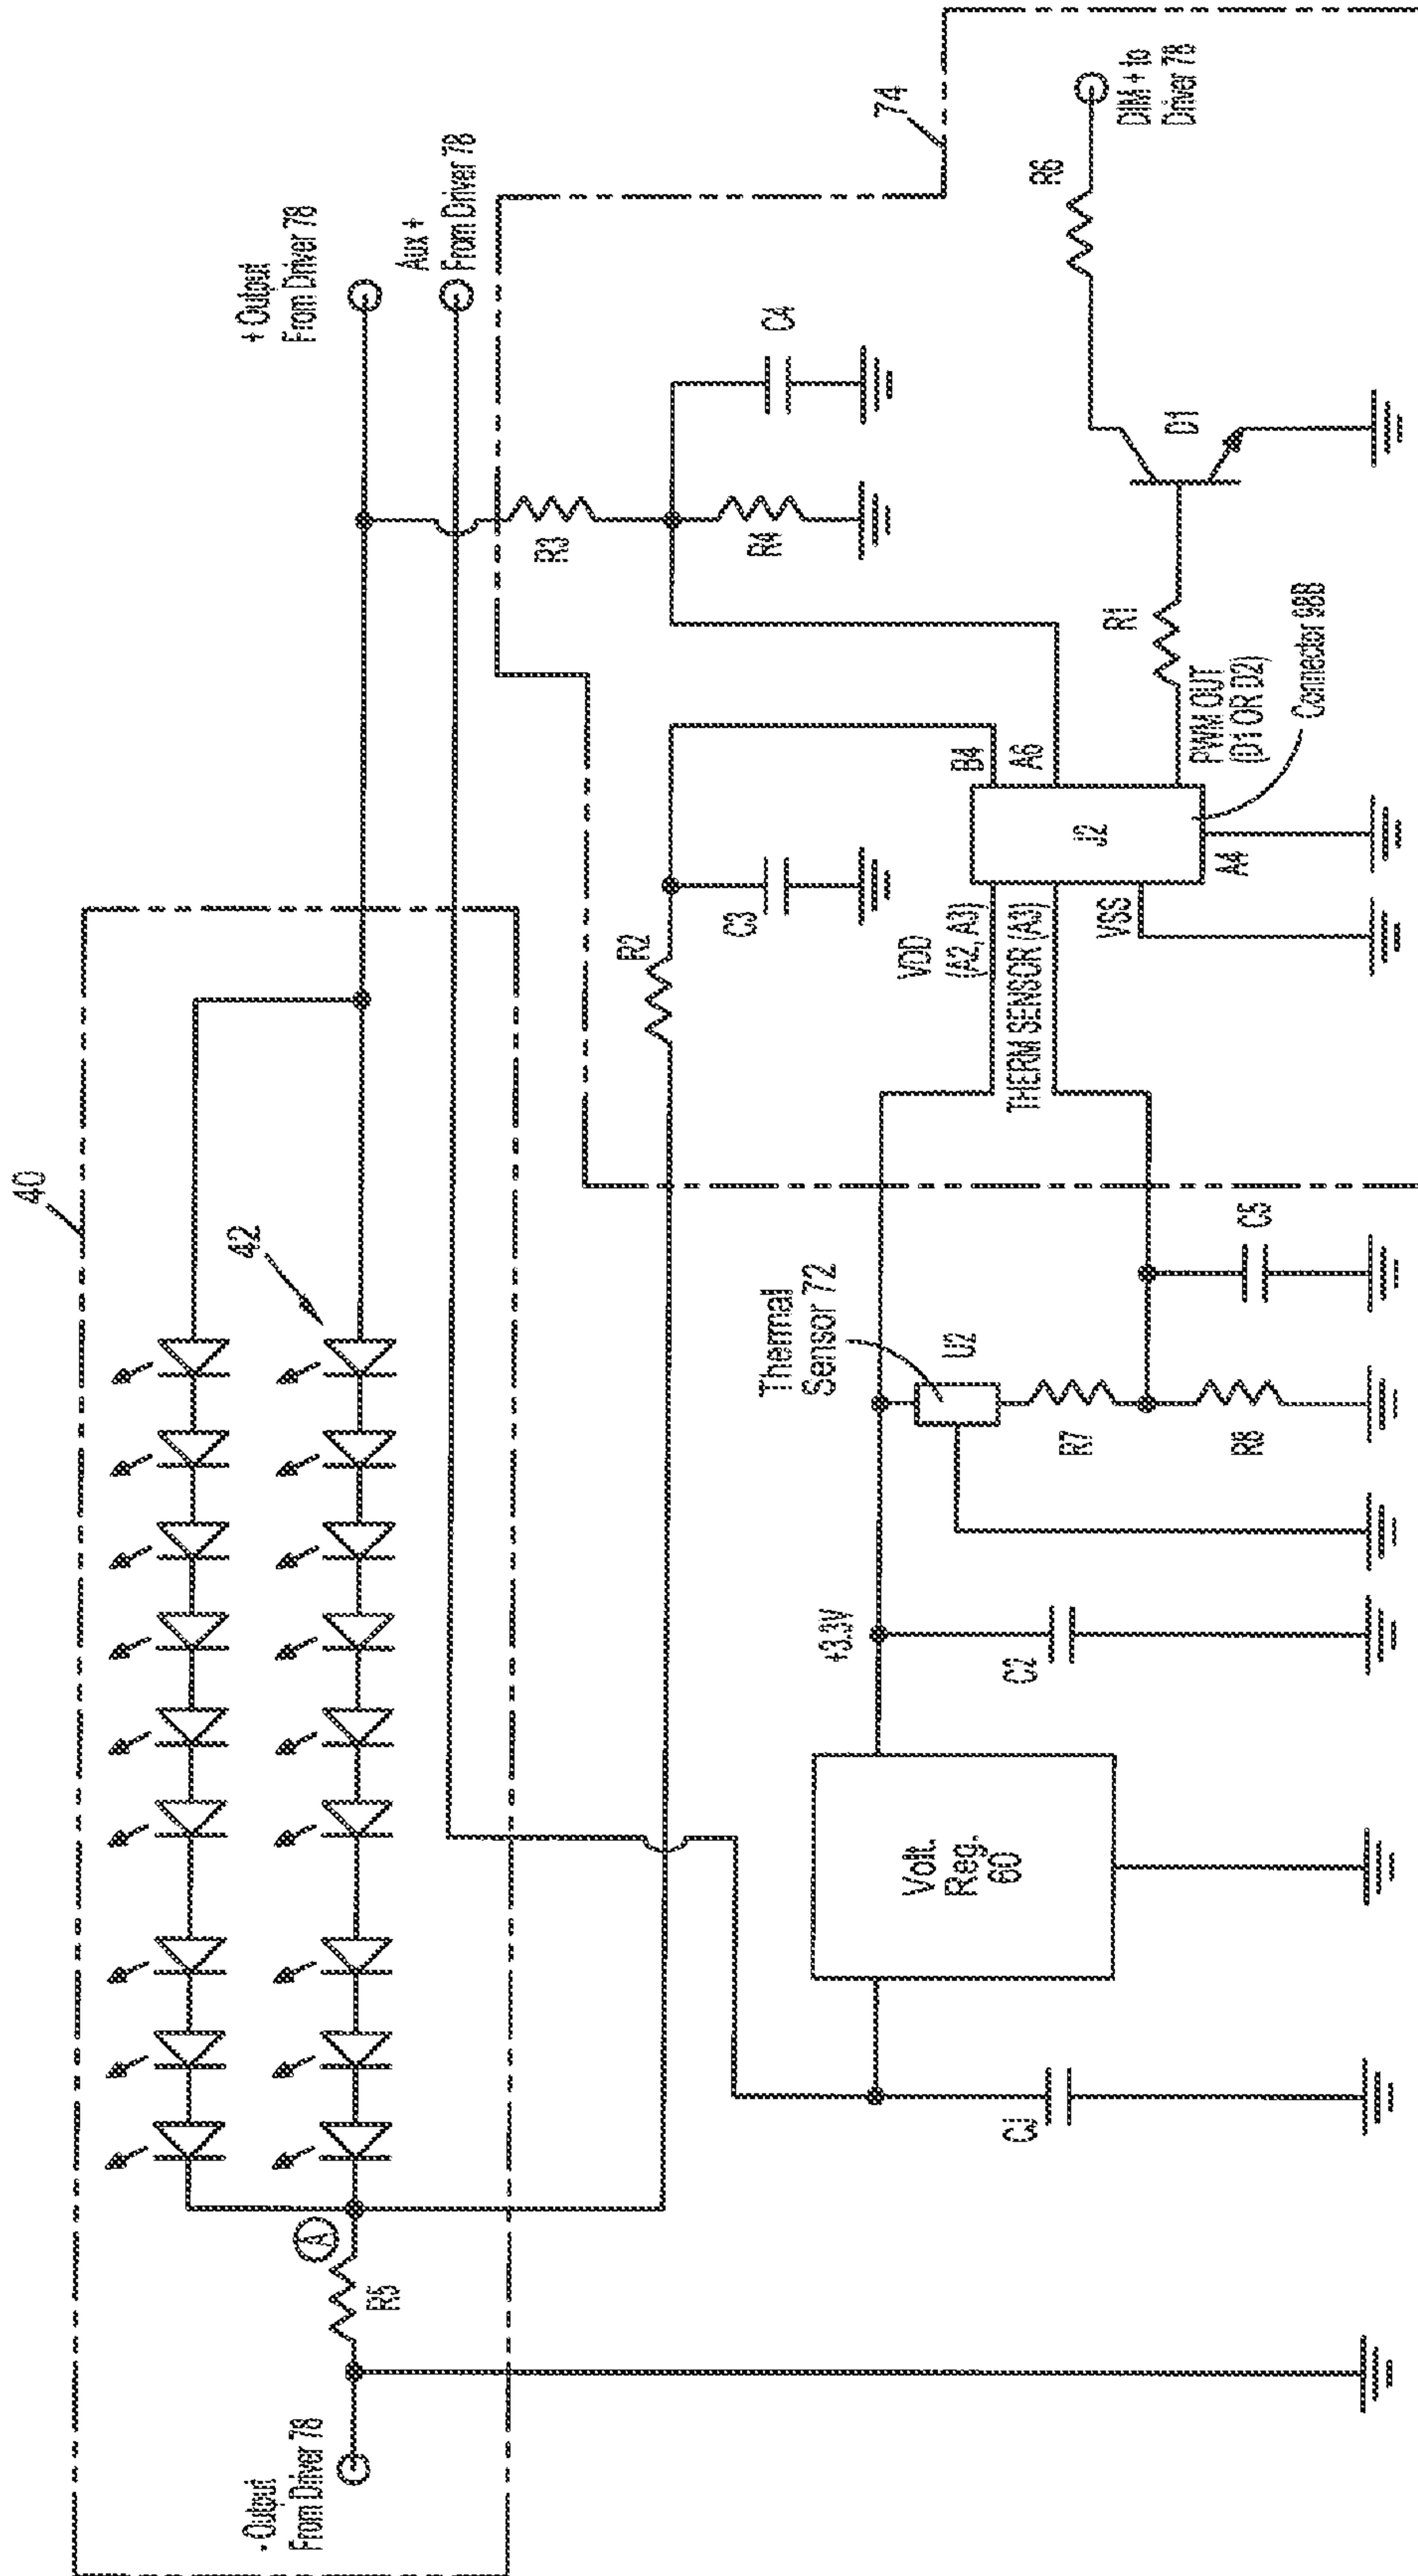 40
42
- Output
From Driver 78
A
R5
+ Output
From Driver 78
Aux +
From Driver 78
74
R2
C3
R3
R4
C4
Volt.
Reg.
60
+3.3V
C2
Thermal
Sensor 72
U2
R7
R8
C5
VDD
(A2, A3)
THERM SENSOR (A3)
VSS
J2
A4
B4
A6
PWM OUT
(D1 OR D2)
R1
D1
R6
DIM + to
Driver 78